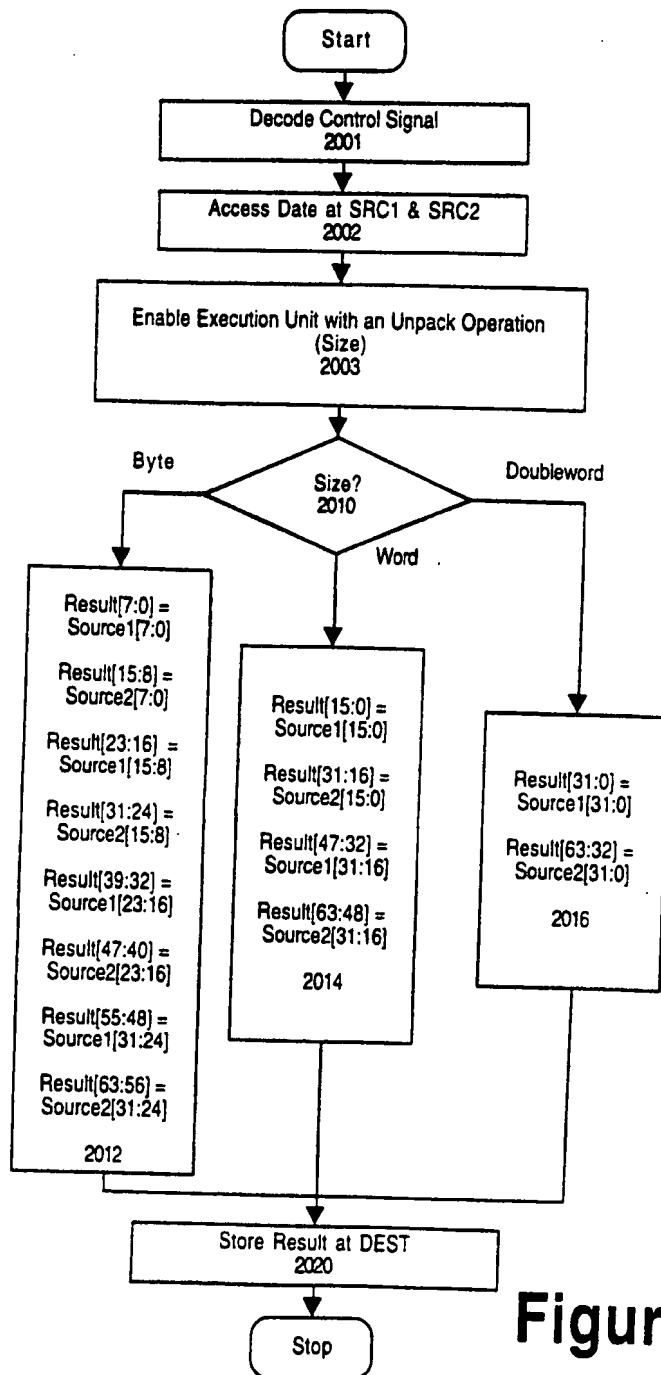 Start
Decode Control Signal
2001
Access Date at SRC1 & SRC2
2002
Enable Execution Unit with an Unpack Operation
(Size)
2003
Byte
Size?
2010
Doubleword
Word
Result[7:0] =
Source1[7:0]
Result[15:8] =
Source2[7:0]
Result[23:16] =
Source1[15:8]
Result[31:24] =
Source2[15:8]
Result[39:32] =
Source1[23:16]
Result[47:40] =
Source2[23:16]
Result[55:48] =
Source1[31:24]
Result[63:56] =
Source2[31:24]
2012
Result[15:0] =
Source1[15:0]
Result[31:16] =
Source2[15:0]
Result[47:32] =
Source1[31:16]
Result[63:48] =
Source2[31:16]
2014
Result[31:0] =
Source1[31:0]
Result[63:32] =
Source2[31:0]
2016
Store Result at DEST
2020
Stop
Figur